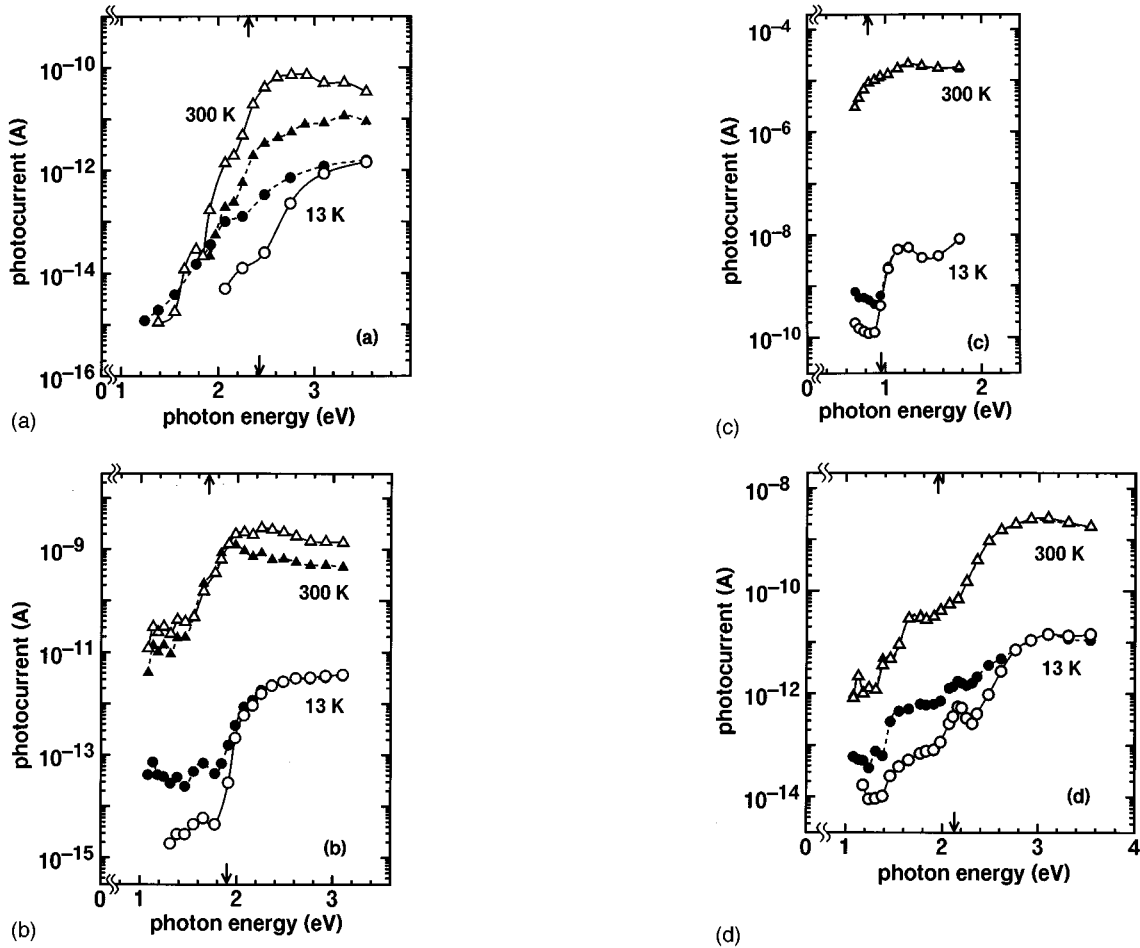 photocurrent (A)
10⁻¹⁰
10⁻¹²
10⁻¹⁴
10⁻¹⁶
300 K
13 K
(a)
0 1 2 3
photon energy (eV)
(a)
photocurrent (A)
10⁻⁴
10⁻⁶
10⁻⁸
10⁻¹⁰
300 K
13 K
(c)
0 2
photon energy (eV)
(c)
photocurrent (A)
10⁻⁹
10⁻¹¹
10⁻¹³
10⁻¹⁵
300 K
13 K
(b)
0 1 2 3
photon energy (eV)
(b)
photocurrent (A)
10⁻⁸
10⁻¹⁰
10⁻¹²
10⁻¹⁴
300 K
13 K
(d)
0 1 2 3 4
photon energy (eV)
(d)